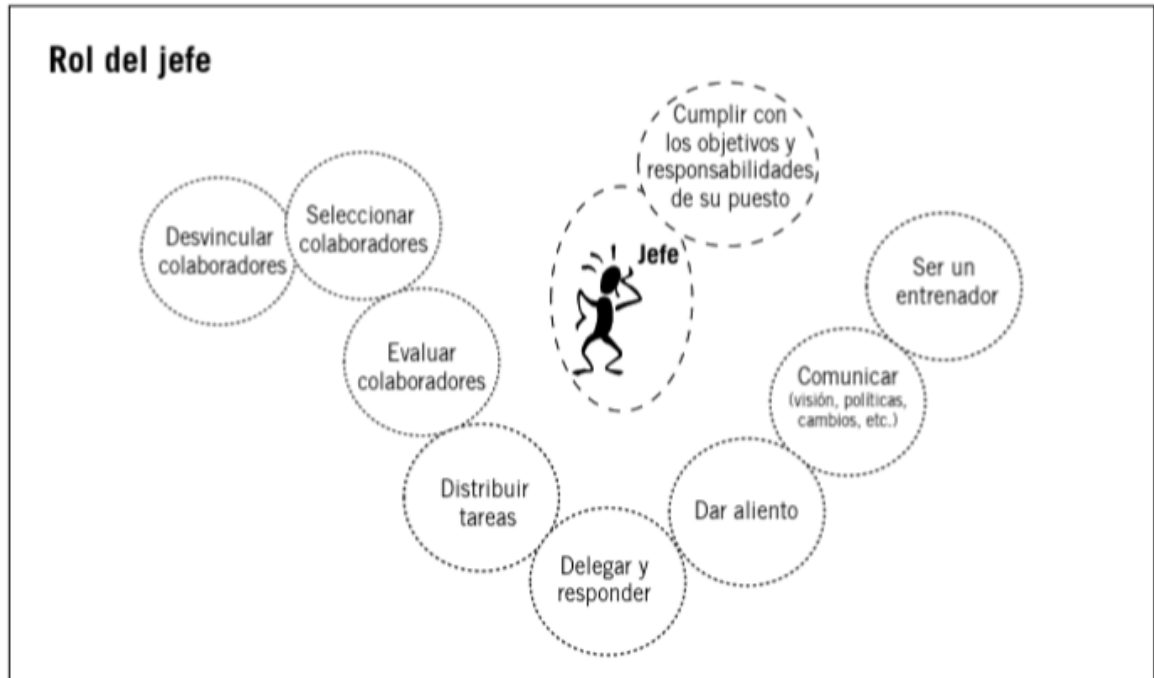 Rol del jefe
Cumplir con
los objetivos y
responsabilidades
de su puesto
Jefe
Desvincular
colaboradores
Seleccionar
colaboradores
Evaluar
colaboradores
Distribuir
tareas
Delegar y
responder
Dar aliento
Comunicar
(visión, políticas,
cambios, etc.)
Ser un
entrenador